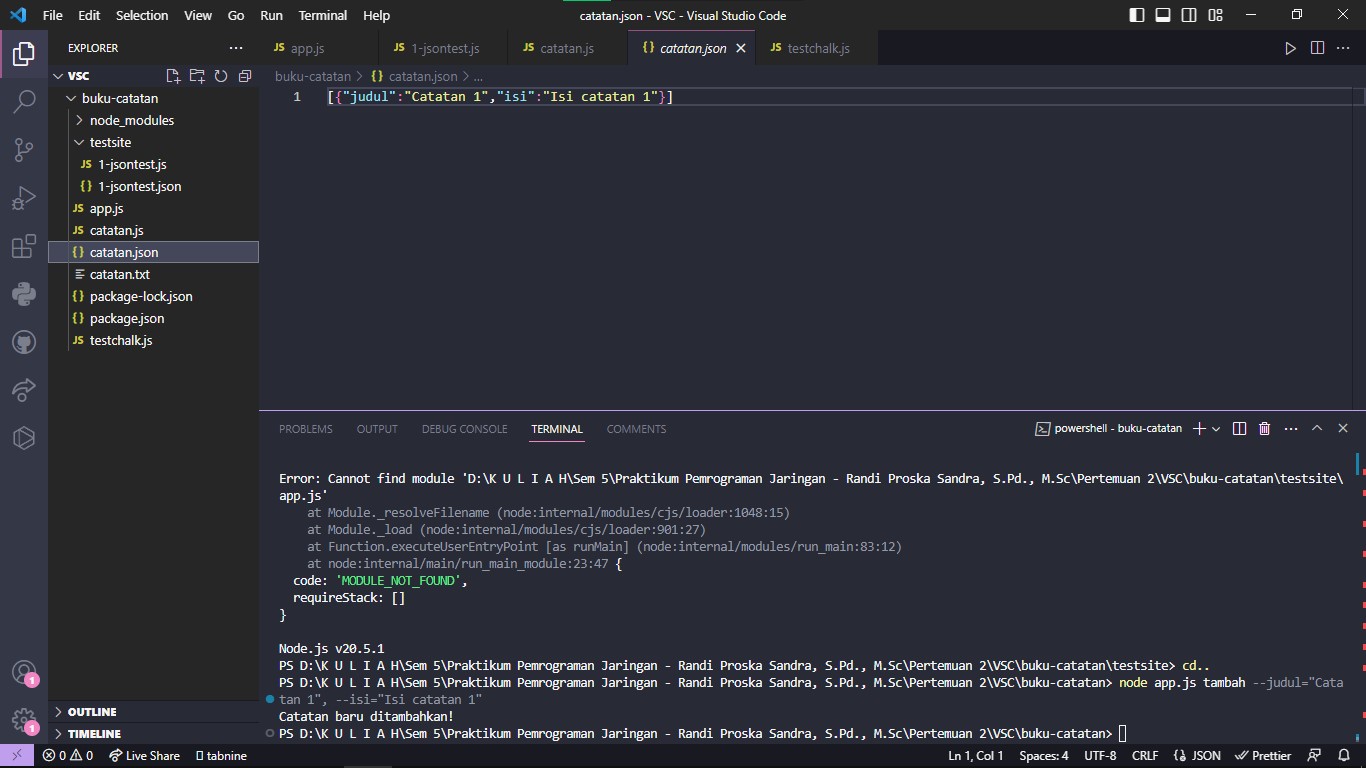 File Edit Selection View Go Run Terminal Help catatan.json - VSC - Visual Studio Code
EXPLORER ...
JS app.js JS 1-jsontest.js JS catatan.js {} catatan.json JS testchalk.js
VSC
buku-catatan > {} catatan.json > ...
1 [{"judul":"Catatan 1","isi":"Isi catatan 1"}]
buku-catatan
node_modules
testsite
JS 1-jsontest.js
{} 1-jsontest.json
JS app.js
JS catatan.js
{} catatan.json
catatan.txt
{} package-lock.json
{} package.json
JS testchalk.js
OUTLINE
TIMELINE
PROBLEMS OUTPUT DEBUG CONSOLE TERMINAL COMMENTS powershell - buku-catatan
Error: Cannot find module 'D:\K U L I A H\Sem 5\Praktikum Pemrograman Jaringan - Randi Proska Sandra, S.Pd., M.Sc\Pertemuan 2\VSC\buku-catatan\testsite\
app.js'
at Module._resolveFilename (node:internal/modules/cjs/loader:1048:15)
at Module._load (node:internal/modules/cjs/loader:901:27)
at Function.executeUserEntryPoint [as runMain] (node:internal/modules/run_main:83:12)
at node:internal/main/run_main_module:23:47 {
code: 'MODULE_NOT_FOUND',
requireStack: []
}
Node.js v20.5.1
PS D:\K U L I A H\Sem 5\Praktikum Pemrograman Jaringan - Randi Proska Sandra, S.Pd., M.Sc\Pertemuan 2\VSC\buku-catatan\testsite> cd..
PS D:\K U L I A H\Sem 5\Praktikum Pemrograman Jaringan - Randi Proska Sandra, S.Pd., M.Sc\Pertemuan 2\VSC\buku-catatan> node app.js tambah --judul="Cata
tan 1", --isi="Isi catatan 1"
Catatan baru ditambahkan!
PS D:\K U L I A H\Sem 5\Praktikum Pemrograman Jaringan - Randi Proska Sandra, S.Pd., M.Sc\Pertemuan 2\VSC\buku-catatan>
1
1
0 0 Live Share tabnine Ln 1, Col 1 Spaces: 4 UTF-8 CRLF {} JSON Prettier